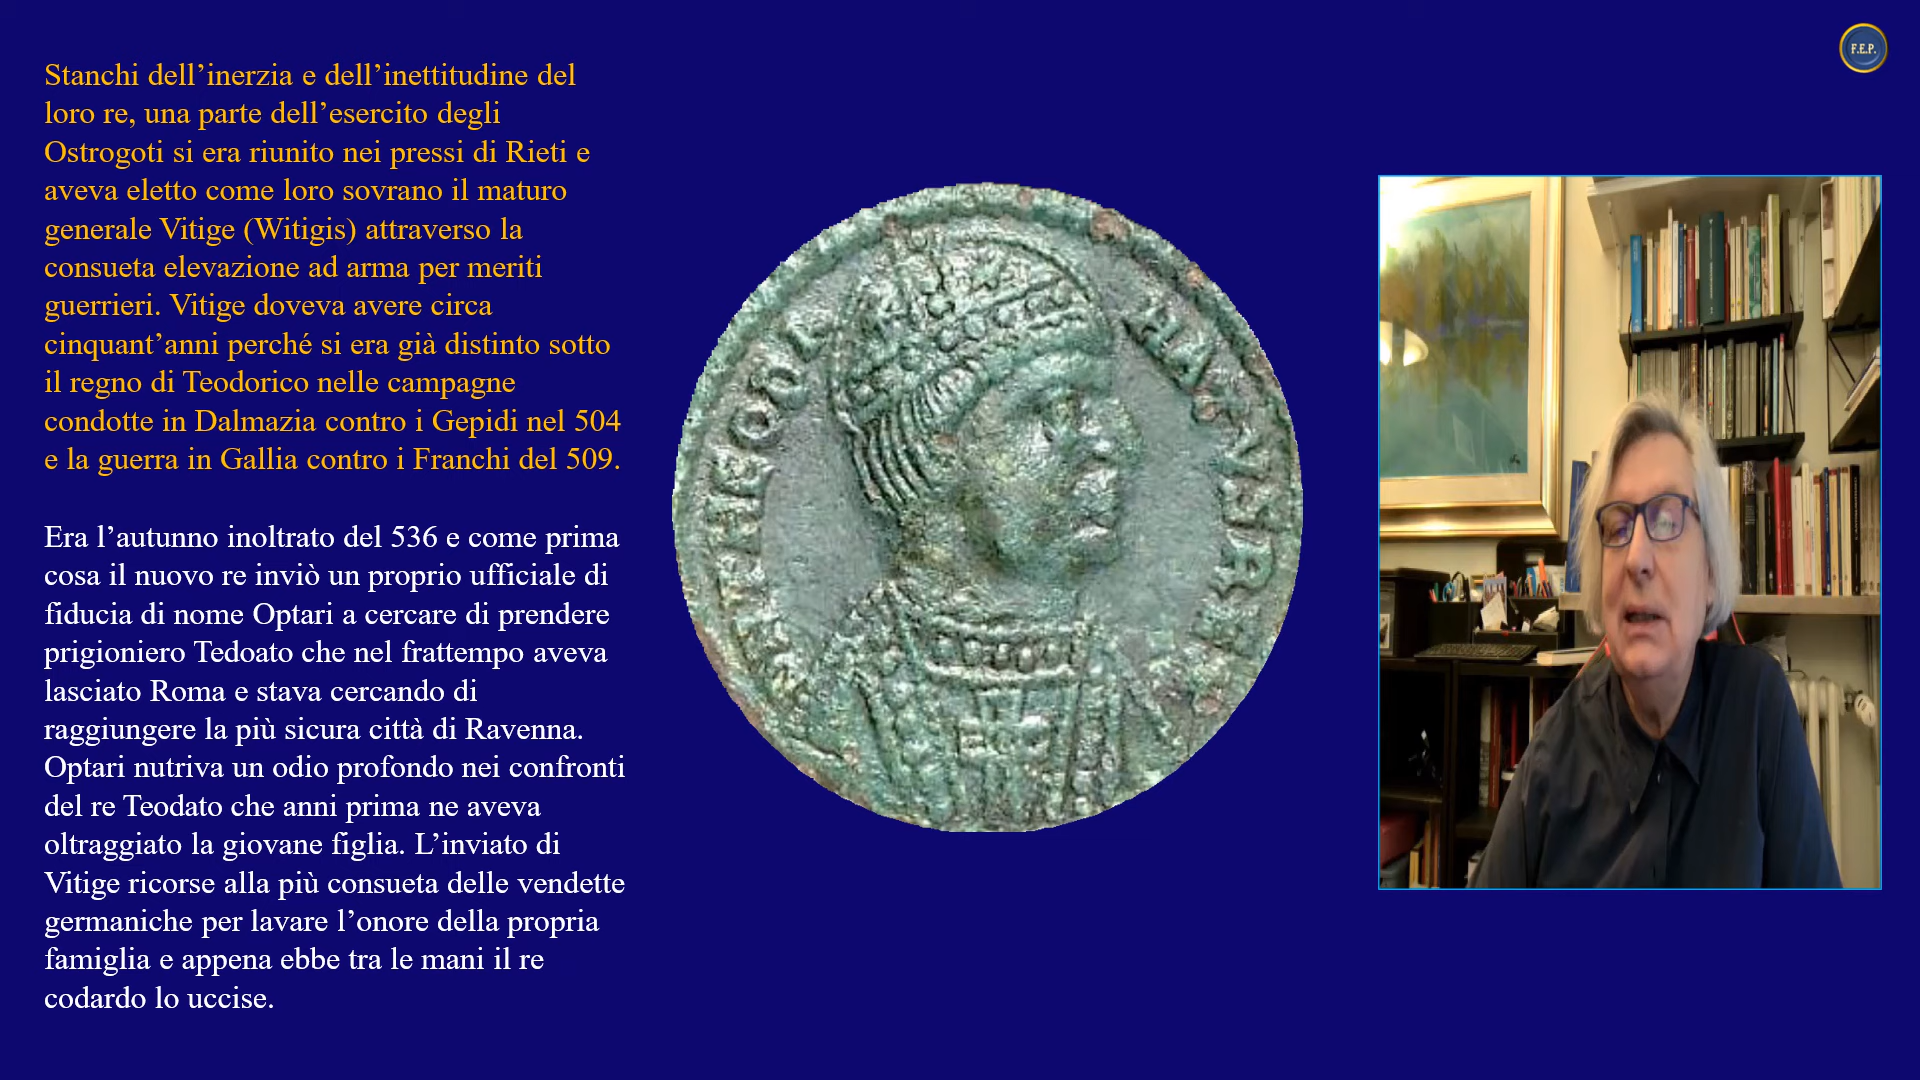 Stanchi dell’inerzia e dell’inettitudine del
loro re, una parte dell’esercito degli
Ostrogoti si era riunito nei pressi di Rieti e
aveva eletto come loro sovrano il maturo
generale Vitige (Witigis) attraverso la
consueta elevazione ad arma per meriti
guerrieri. Vitige doveva avere circa
cinquant’anni perché si era già distinto sotto
il regno di Teodorico nelle campagne
condotte in Dalmazia contro i Gepidi nel 504
e la guerra in Gallia contro i Franchi del 509.
Era l’autunno inoltrato del 536 e come prima
cosa il nuovo re inviò un proprio ufficiale di
fiducia di nome Optari a cercare di prendere
prigioniero Tedoato che nel frattempo aveva
lasciato Roma e stava cercando di
raggiungere la più sicura città di Ravenna.
Optari nutriva un odio profondo nei confronti
del re Teodato che anni prima ne aveva
oltraggiato la giovane figlia. L’inviato di
Vitige ricorse alla più consueta delle vendette
germaniche per lavare l’onore della propria
famiglia e appena ebbe tra le mani il re
codardo lo uccise.
F.E.P.